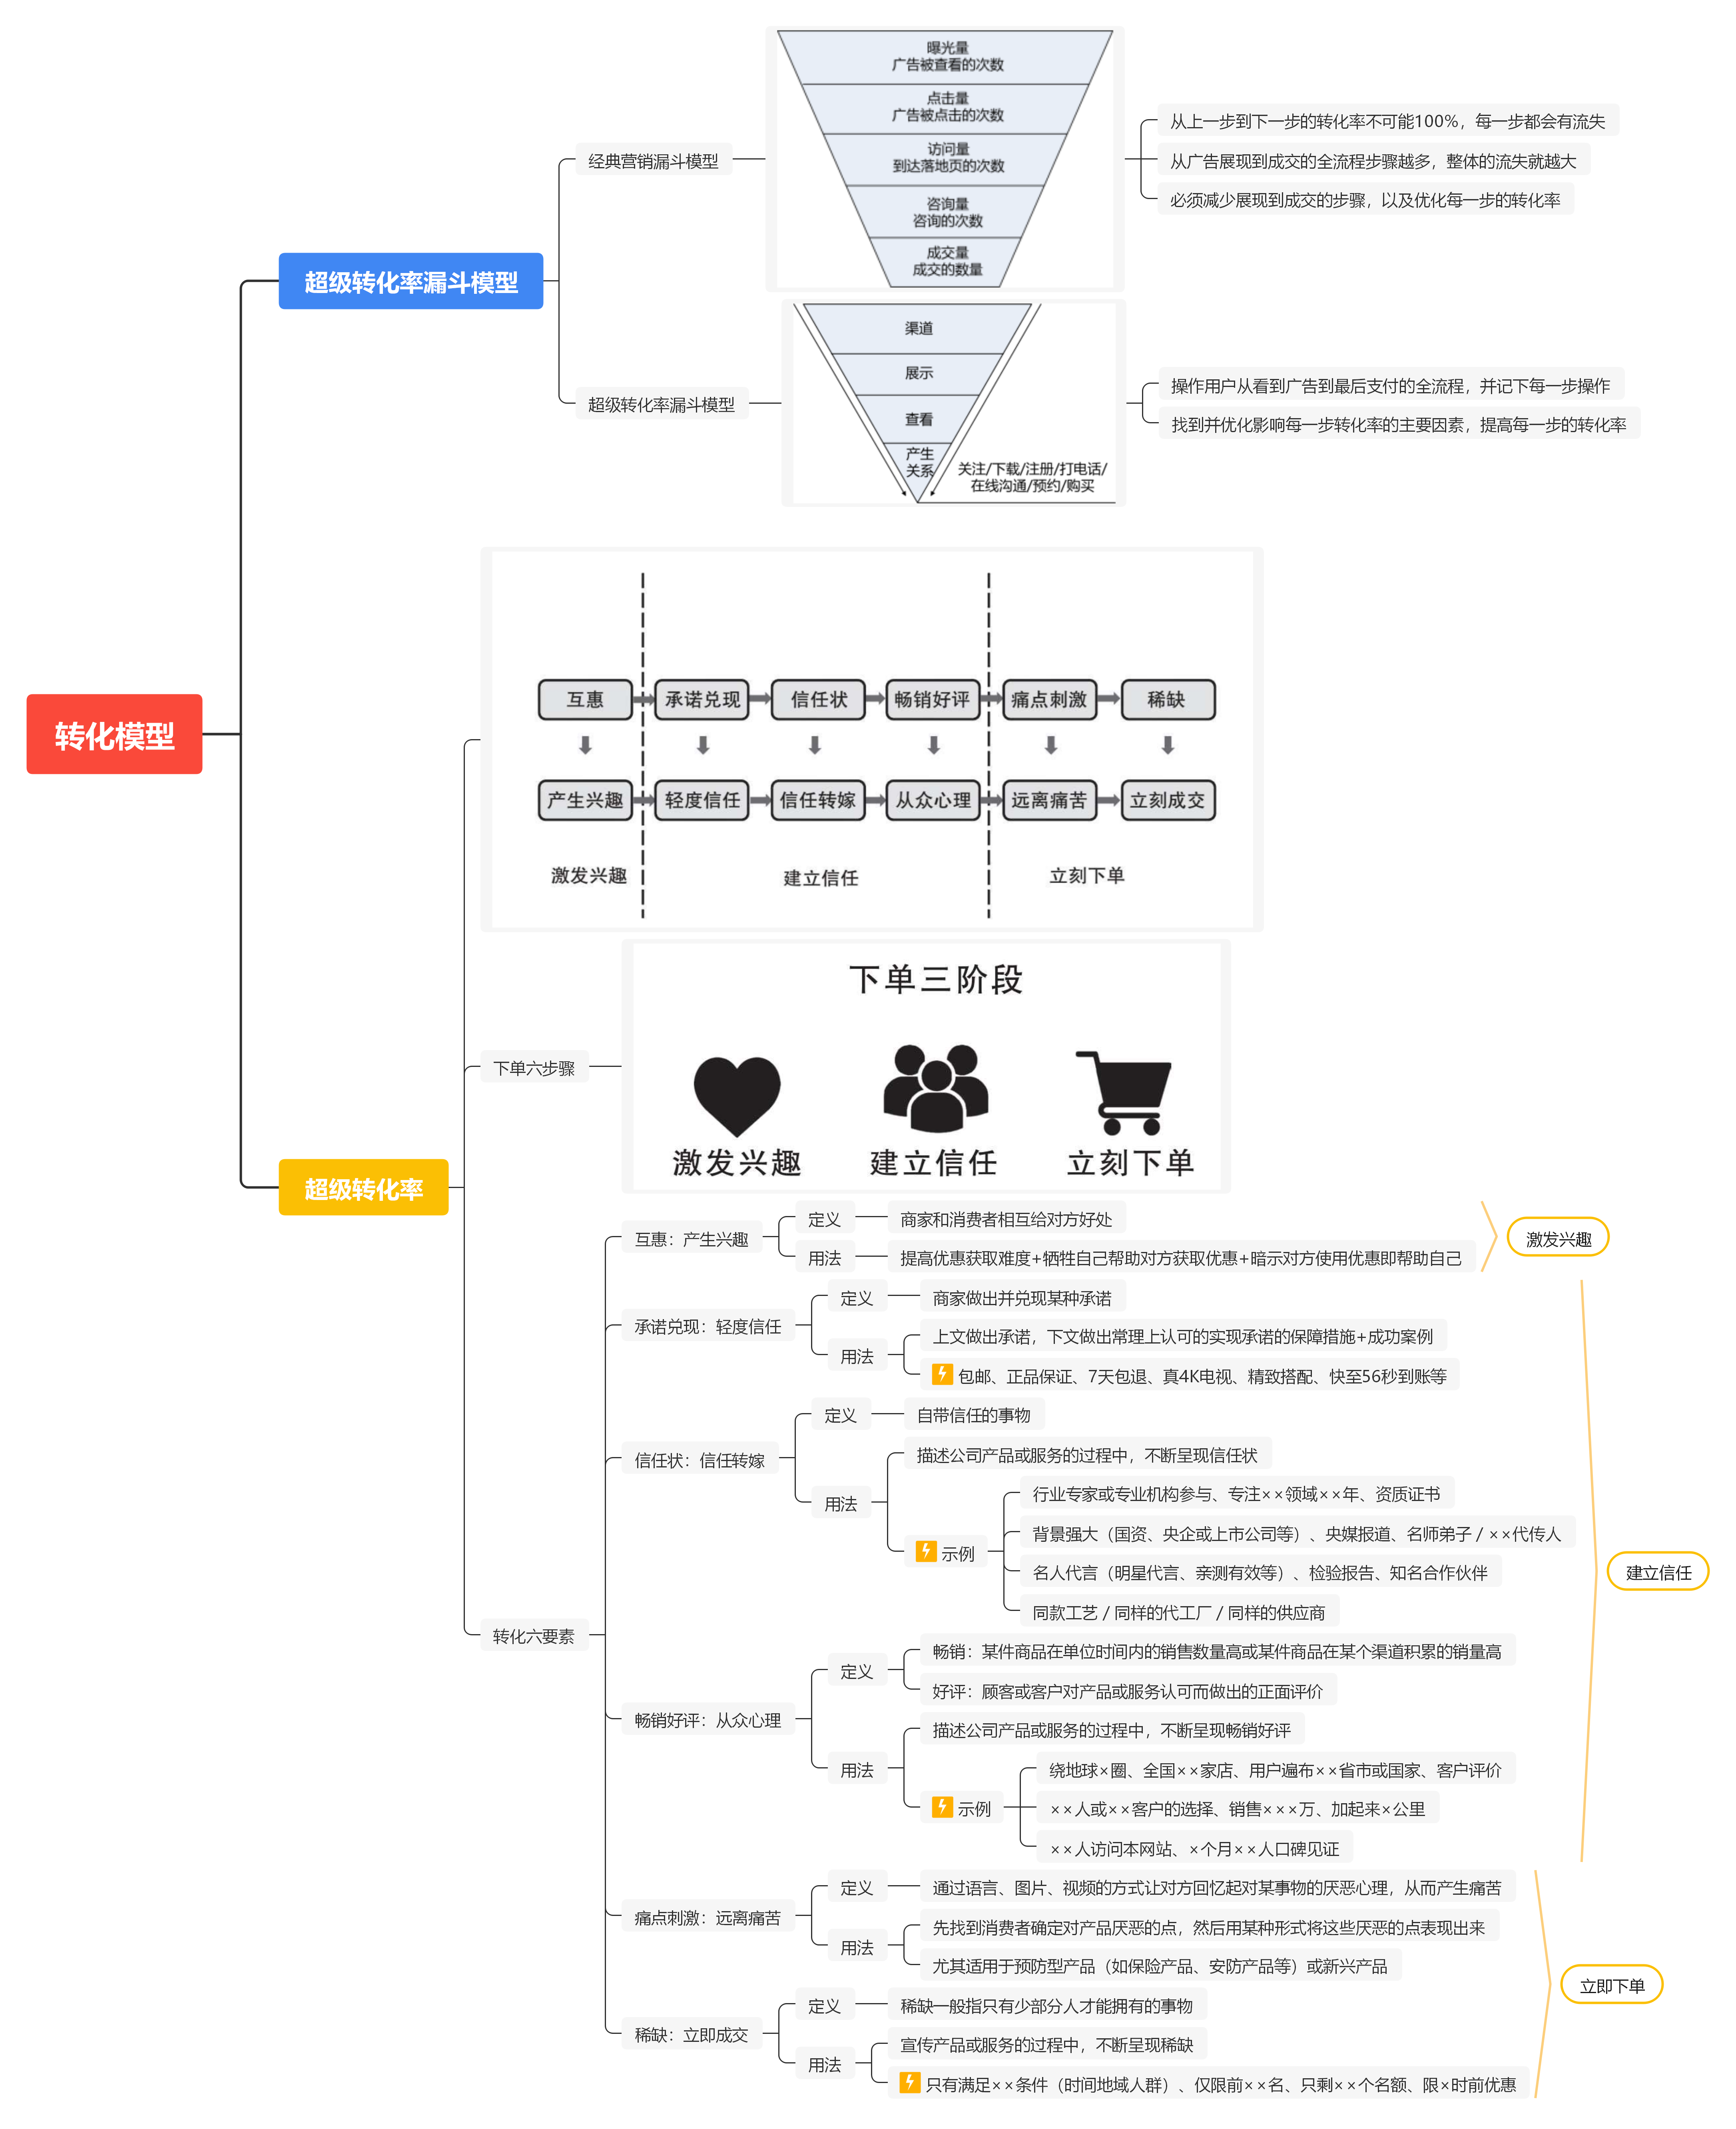 转化模型
超级转化率漏斗模型
经典营销漏斗模型
曝光量
广告被查看的次数
点击量
广告被点击的次数
访问量
到达落地页的次数
咨询量
咨询的次数
成交量
成交的数量
从上一步到下一步的转化率不可能100%，每一步都会有流失
从广告展现到成交的全流程步骤越多，整体的流失就越大
必须减少展现到成交的步骤，以及优化每一步的转化率
超级转化率漏斗模型
渠道
展示
查看
产生
关系
关注/下载/注册/打电话/
在线沟通/预约/购买
操作用户从看到广告到最后支付的全流程，并记下每一步操作
找到并优化影响每一步转化率的主要因素，提高每一步的转化率
超级转化率
互惠 承诺兑现 信任状 畅销好评 痛点刺激 稀缺
产生兴趣 轻度信任 信任转嫁 从众心理 远离痛苦 立刻成交
激发兴趣 建立信任 立刻下单
下单六步骤
下单三阶段
激发兴趣 建立信任 立刻下单
转化六要素
互惠：产生兴趣
定义
商家和消费者相互给对方好处
用法
提高优惠获取难度+牺牲自己帮助对方获取优惠+暗示对方使用优惠即帮助自己
激发兴趣
承诺兑现：轻度信任
定义
商家做出并兑现某种承诺
用法
上文做出承诺，下文做出常理上认可的实现承诺的保障措施+成功案例
包邮、正品保证、7天包退、真4K电视、精致搭配、快至56秒到账等
信任状：信任转嫁
定义
自带信任的事物
用法
描述公司产品或服务的过程中，不断呈现信任状
示例
行业专家或专业机构参与、专注××领域××年、资质证书
背景强大（国资、央企或上市公司等）、央媒报道、名师弟子 / ××代传人
名人代言（明星代言、亲测有效等）、检验报告、知名合作伙伴
同款工艺 / 同样的代工厂 / 同样的供应商
畅销好评：从众心理
定义
畅销：某件商品在单位时间内的销售数量高或某件商品在某个渠道积累的销量高
好评：顾客或客户对产品或服务认可而做出的正面评价
用法
描述公司产品或服务的过程中，不断呈现畅销好评
示例
绕地球×圈、全国××家店、用户遍布××省市或国家、客户评价
××人或××客户的选择、销售×××万、加起来×公里
××人访问本网站、×个月××人口碑见证
建立信任
痛点刺激：远离痛苦
定义
通过语言、图片、视频的方式让对方回忆起对某事物的厌恶心理，从而产生痛苦
用法
先找到消费者确定对产品厌恶的点，然后用某种形式将这些厌恶的点表现出来
尤其适用于预防型产品（如保险产品、安防产品等）或新兴产品
稀缺：立即成交
定义
稀缺一般指只有少部分人才能拥有的事物
用法
宣传产品或服务的过程中，不断呈现稀缺
只有满足××条件（时间地域人群）、仅限前××名、只剩××个名额、限×时前优惠
立即下单